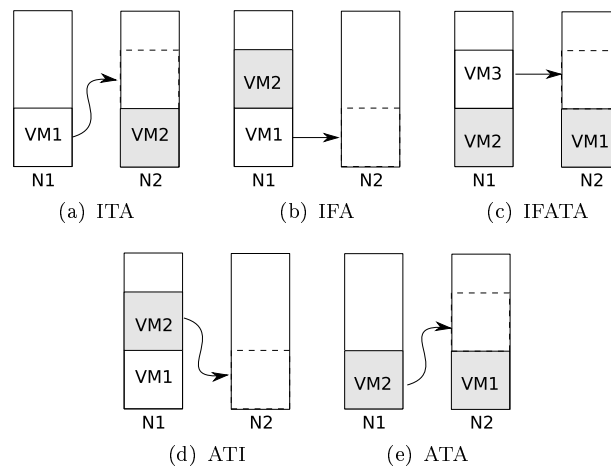 VM1 VM2
N1 N2
(a) ITA
VM2
VM1
N1 N2
(b) IFA
VM3
VM2 VM1
N1 N2
(c) IFATA
VM2
VM1
N1 N2
(d) ATI
VM2 VM1
N1 N2
(e) ATA